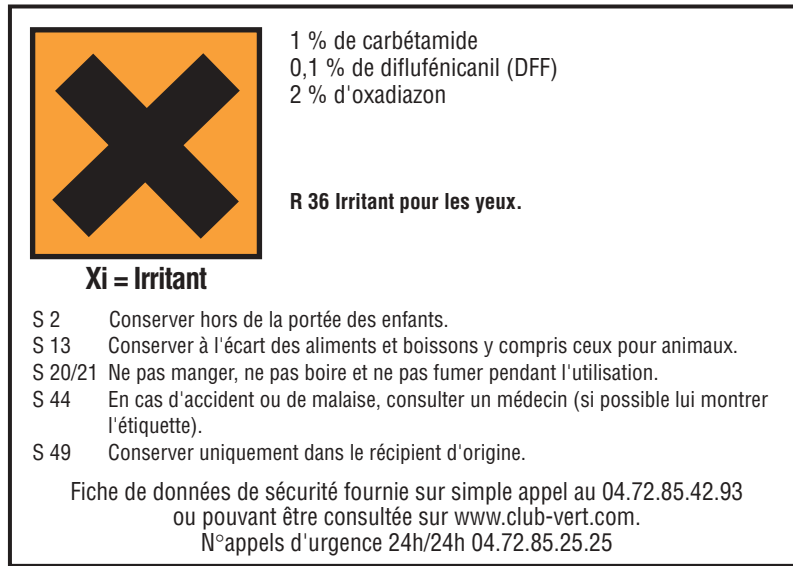 1 % de carbétamide
0,1 % de diflufénicanil (DFF)
2 % d'oxadiazon
R 36 Irritant pour les yeux.
Xi = Irritant
S 2 Conserver hors de la portée des enfants.
S 13 Conserver à l'écart des aliments et boissons y compris ceux pour animaux.
S 20/21 Ne pas manger, ne pas boire et ne pas fumer pendant l'utilisation.
S 44 En cas d'accident ou de malaise, consulter un médecin (si possible lui montrer
l'étiquette).
S 49 Conserver uniquement dans le récipient d'origine.
Fiche de données de sécurité fournie sur simple appel au 04.72.85.42.93
ou pouvant être consultée sur www.club-vert.com.
N°appels d'urgence 24h/24h 04.72.85.25.25